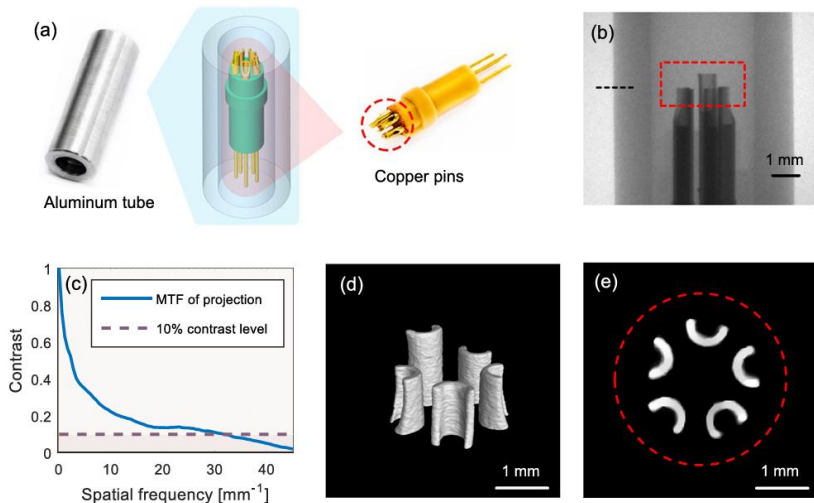 (a)
Aluminum tube
Copper pins
(b)
1 mm
(c)
MTF of projection
10% contrast level
1
0.8
0.6
0.4
0.2
0
Contrast
0
10
20
30
40
Spatial frequency [mm⁻¹]
(d)
1 mm
(e)
1 mm